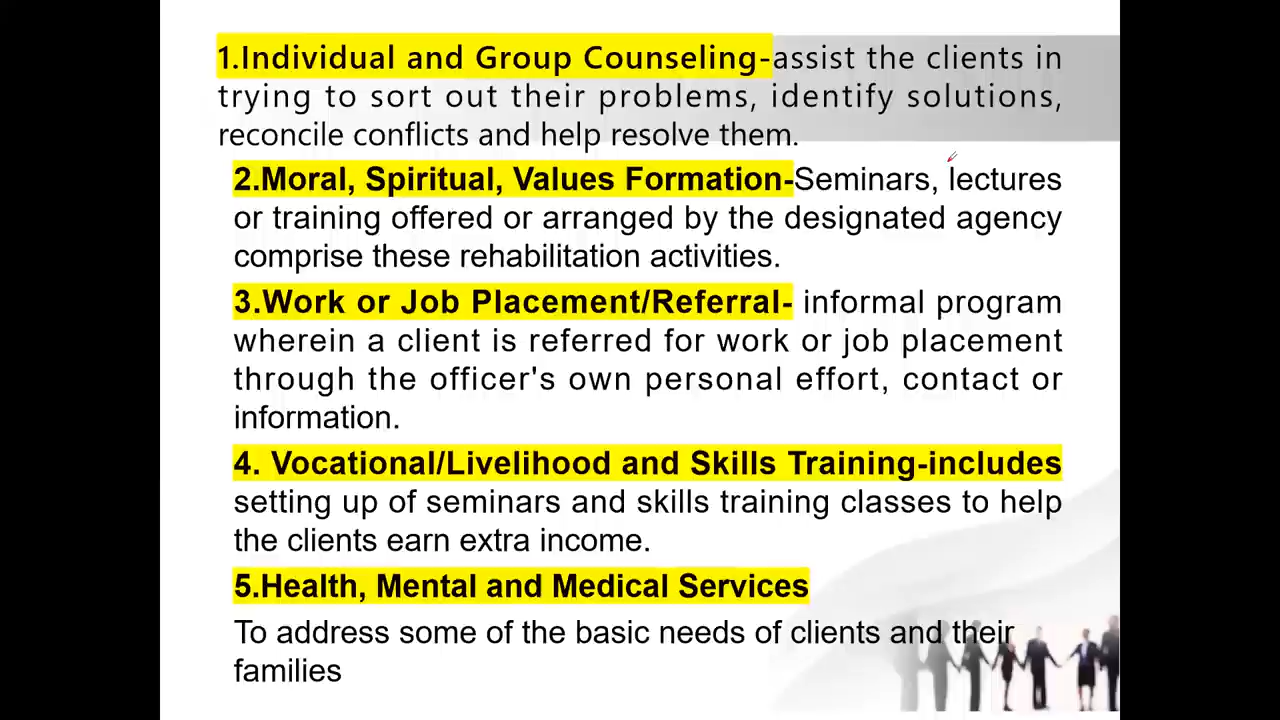 1.Individual and Group Counseling-assist the clients in
trying to sort out their problems, identify solutions,
reconcile conflicts and help resolve them.
2.Moral, Spiritual, Values Formation-Seminars, lectures
or training offered or arranged by the designated agency
comprise these rehabilitation activities.
3.Work or Job Placement/Referral- informal program
wherein a client is referred for work or job placement
through the officer's own personal effort, contact or
information.
4. Vocational/Livelihood and Skills Training-includes
setting up of seminars and skills training classes to help
the clients earn extra income.
5.Health, Mental and Medical Services
To address some of the basic needs of clients and their
families